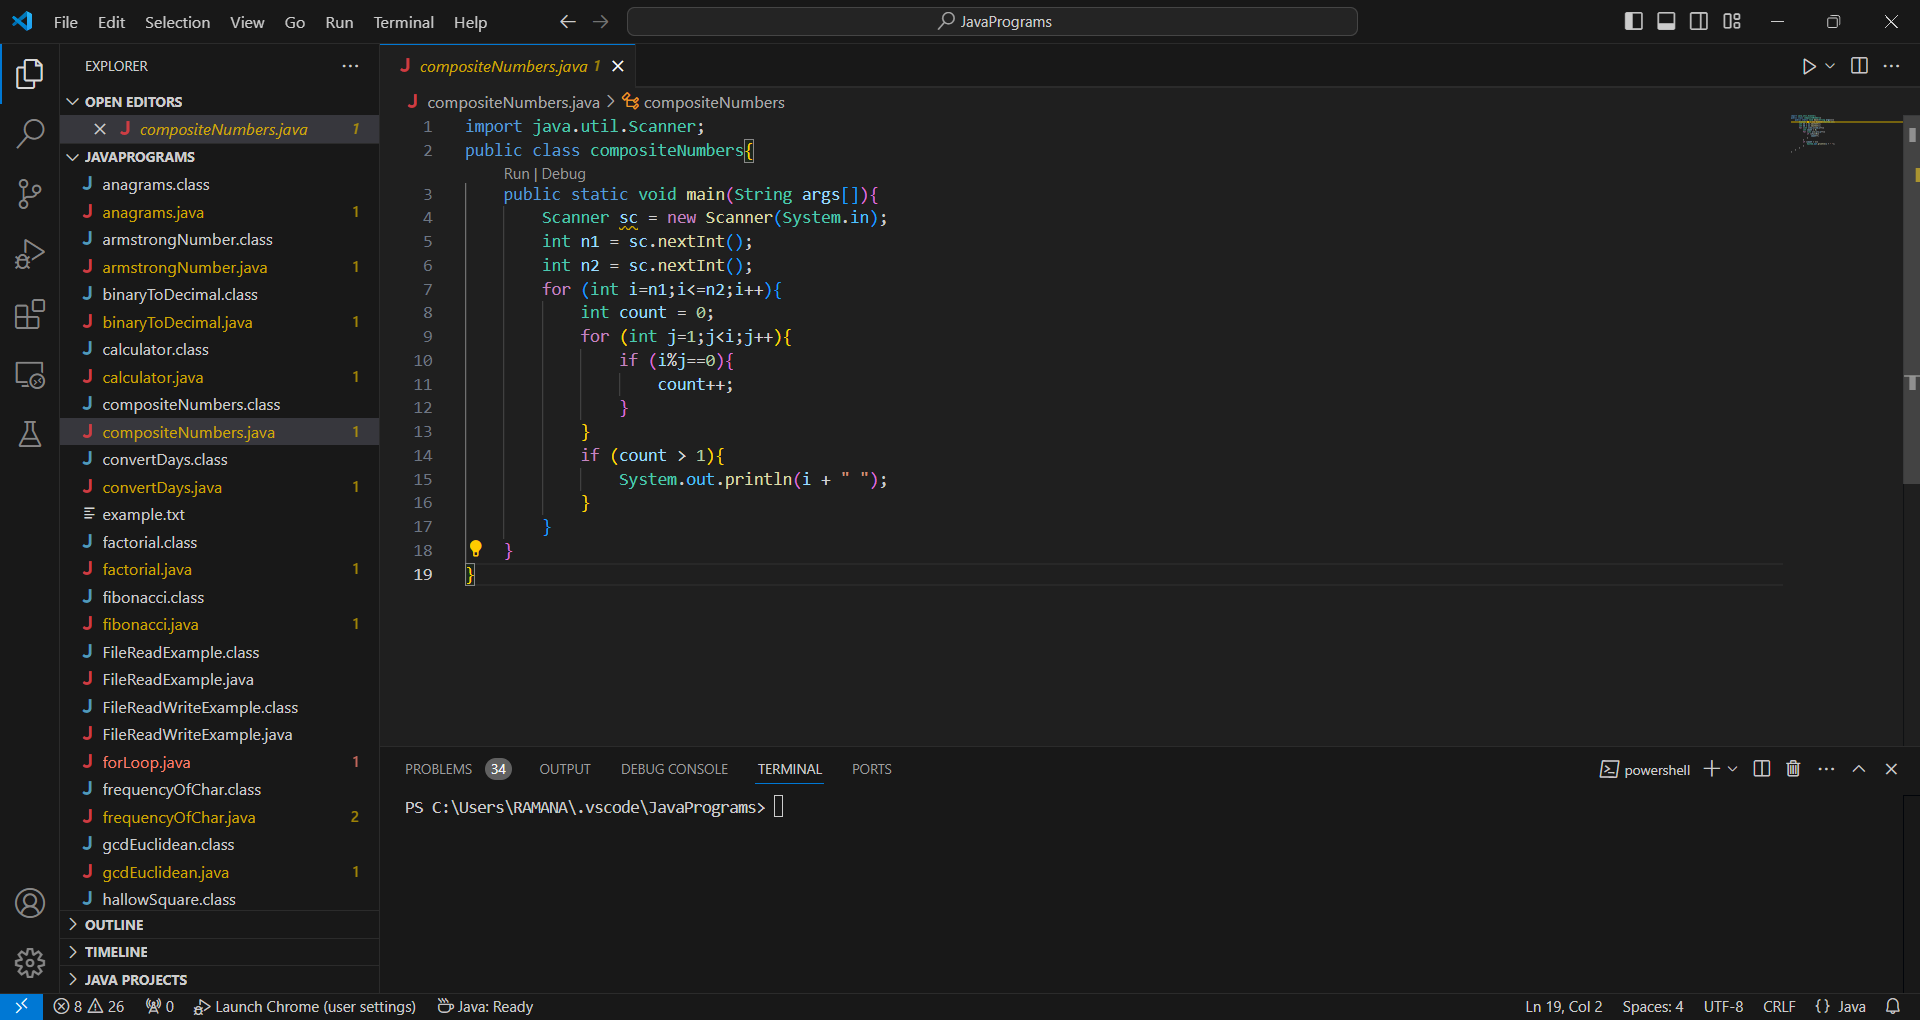 File Edit Selection View Go Run Terminal Help
JavaPrograms
EXPLORER
OPEN EDITORS
compositeNumbers.java 1
JAVAPROGRAMS
anagrams.class
anagrams.java 1
armstrongNumber.class
armstrongNumber.java 1
binaryToDecimal.class
binaryToDecimal.java 1
calculator.class
calculator.java 1
compositeNumbers.class
compositeNumbers.java 1
convertDays.class
convertDays.java 1
example.txt
factorial.class
factorial.java 1
fibonacci.class
fibonacci.java 1
FileReadExample.class
FileReadExample.java
FileReadWriteExample.class
FileReadWriteExample.java
forLoop.java 1
frequencyOfChar.class
frequencyOfChar.java 2
gcdEuclidean.class
gcdEuclidean.java 1
hallowSquare.class
OUTLINE
TIMELINE
JAVA PROJECTS
compositeNumbers.java 1
compositeNumbers.java > compositeNumbers
1 import java.util.Scanner;
2 public class compositeNumbers{
Run | Debug
3 public static void main(String args[]){
4 Scanner sc = new Scanner(System.in);
5 int n1 = sc.nextInt();
6 int n2 = sc.nextInt();
7 for (int i=n1;i<=n2;i++){
8 int count = 0;
9 for (int j=1;j<i;j++){
10 if (i%j==0){
11 count++;
12 }
13 }
14 if (count > 1){
15 System.out.println(i + " ");
16 }
17 }
18 }
19 }
PROBLEMS 34 OUTPUT DEBUG CONSOLE TERMINAL PORTS
powershell
PS C:\Users\RAMANA\.vscode\JavaPrograms>
8 26 0 Launch Chrome (user settings) Java: Ready
Ln 19, Col 2 Spaces: 4 UTF-8 CRLF {} Java